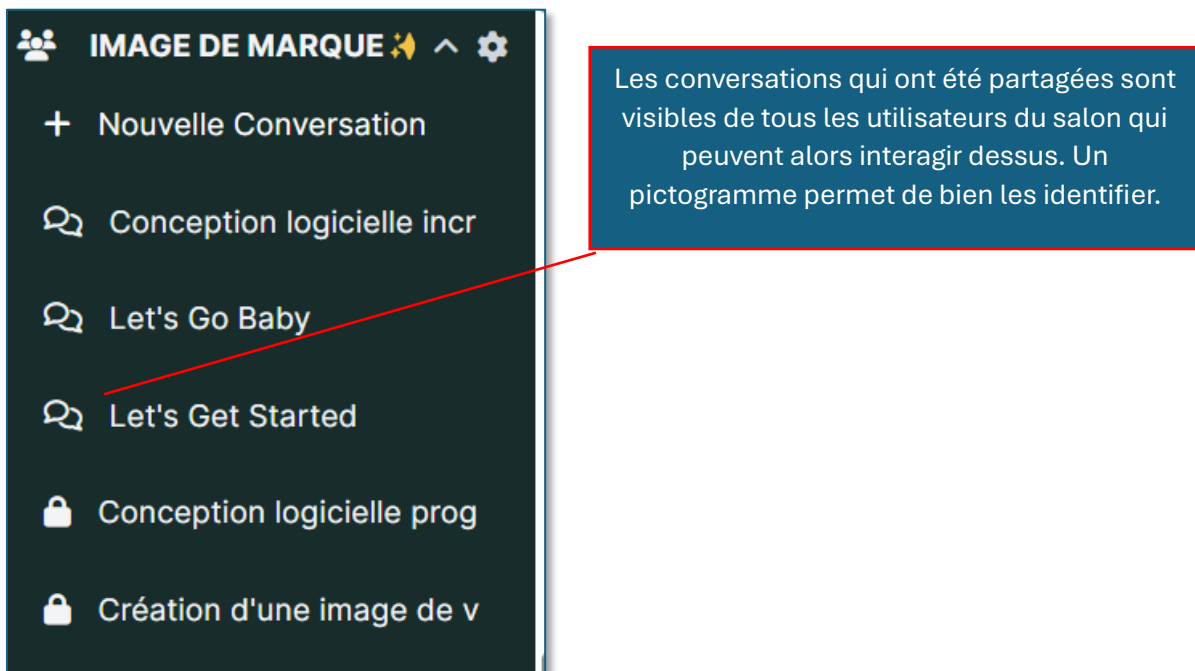 IMAGE DE MARQUE✨
Nouvelle Conversation
Conception logicielle incr
Let's Go Baby
Let's Get Started
Conception logicielle prog
Création d'une image de v
Les conversations qui ont été partagées sont
visibles de tous les utilisateurs du salon qui
peuvent alors interagir dessus. Un
pictogramme permet de bien les identifier.